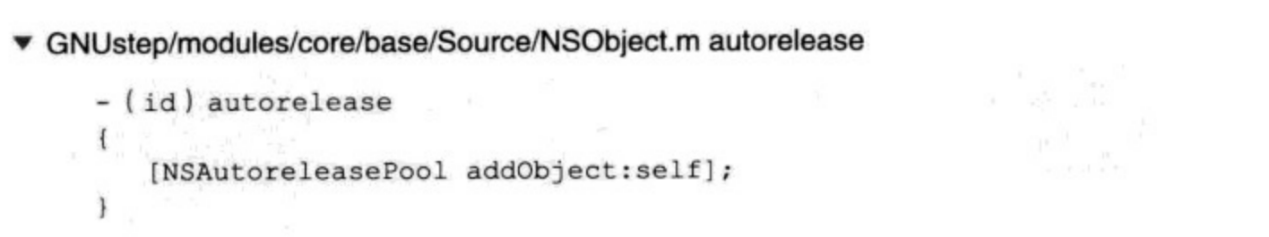 ▼ GNUstep/modules/core/base/Source/NSObject.m autorelease
- (id) autorelease
{
[NSAutoreleasePool addObject:self];
}